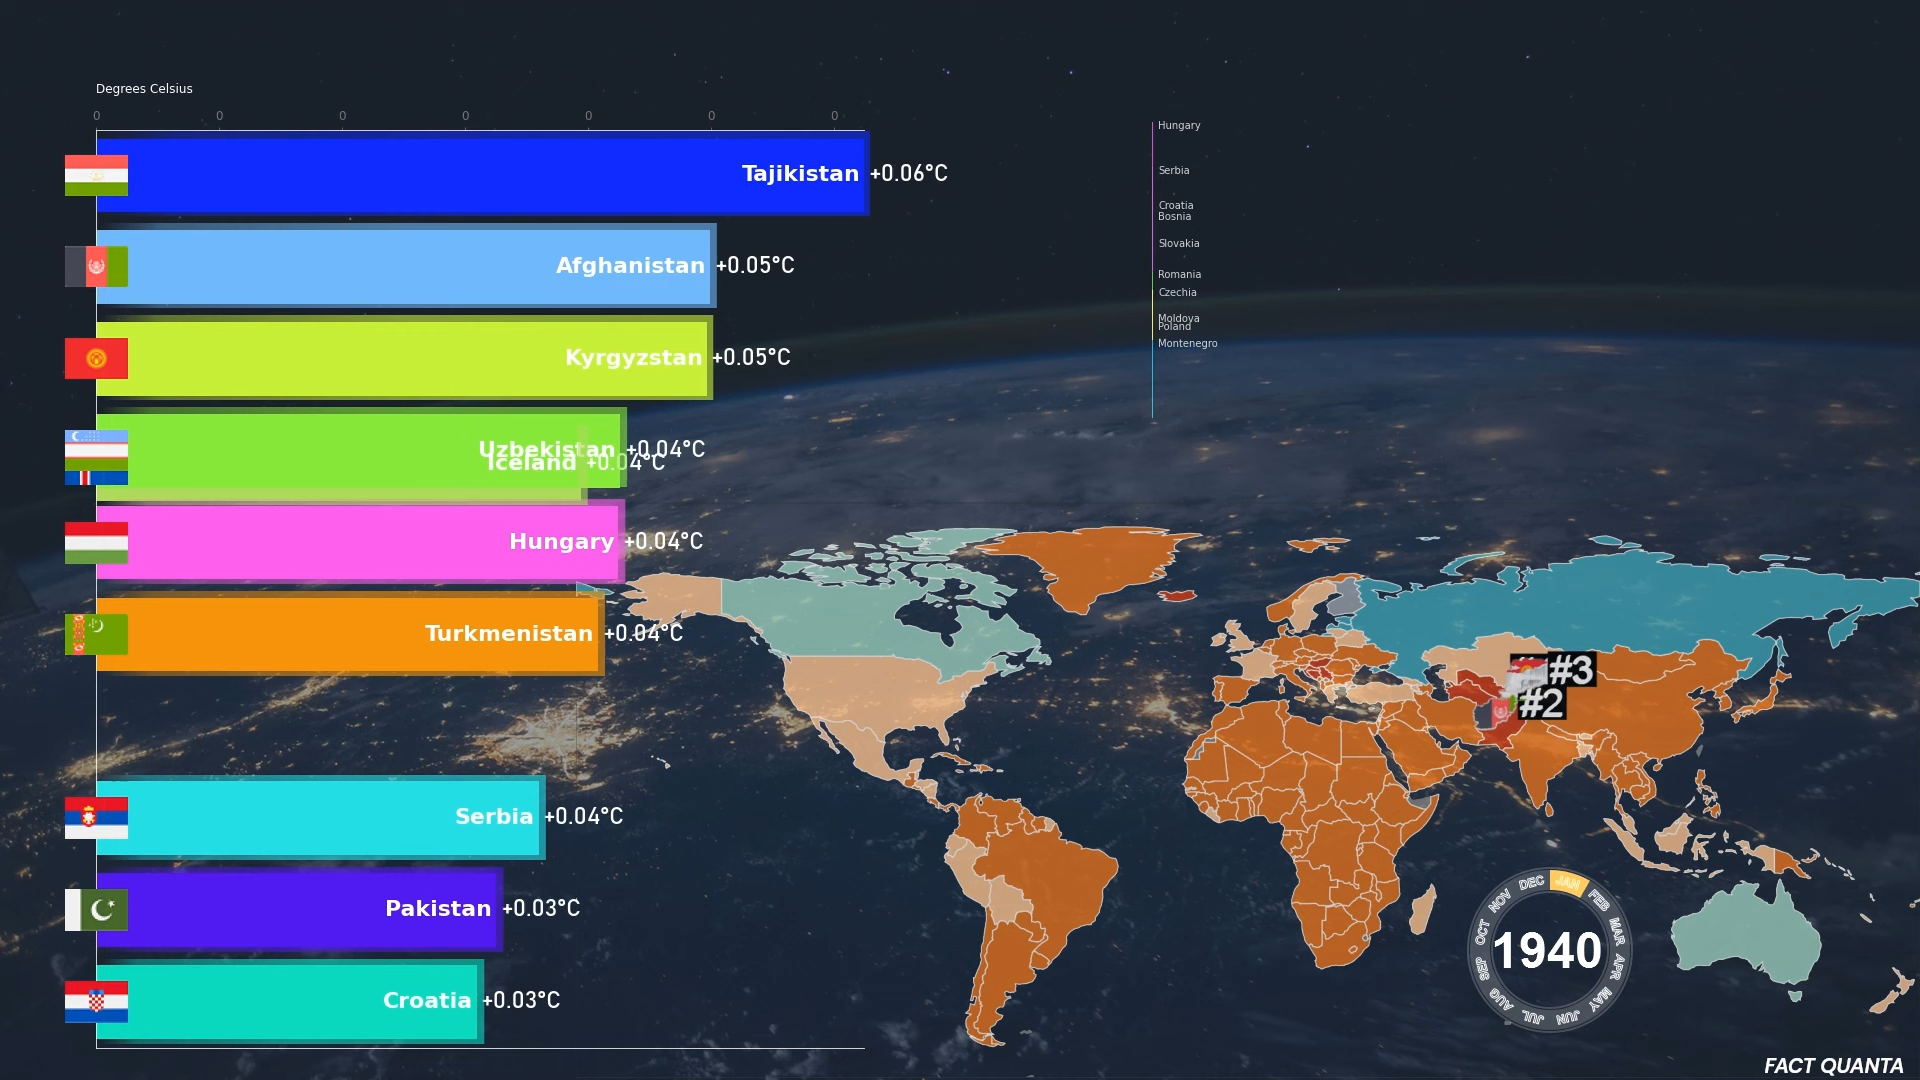 Degrees Celsius
0 0 0 0 0 0 0
Tajikistan +0.06°C
Afghanistan +0.05°C
Kyrgyzstan +0.05°C
Uzbekistan +0.04°C
Iceland +0.04°C
Hungary +0.04°C
Turkmenistan +0.04°C
Serbia +0.04°C
Pakistan +0.03°C
Croatia +0.03°C
Hungary
Serbia
Croatia
Bosnia
Slovakia
Romania
Czechia
Moldova
Poland
Montenegro
#3
#2
JAN
FEB
MAR
APR
MAY
JUN
JUL
AUG
SEP
OCT
NOV
DEC
1940
FACT QUANTA